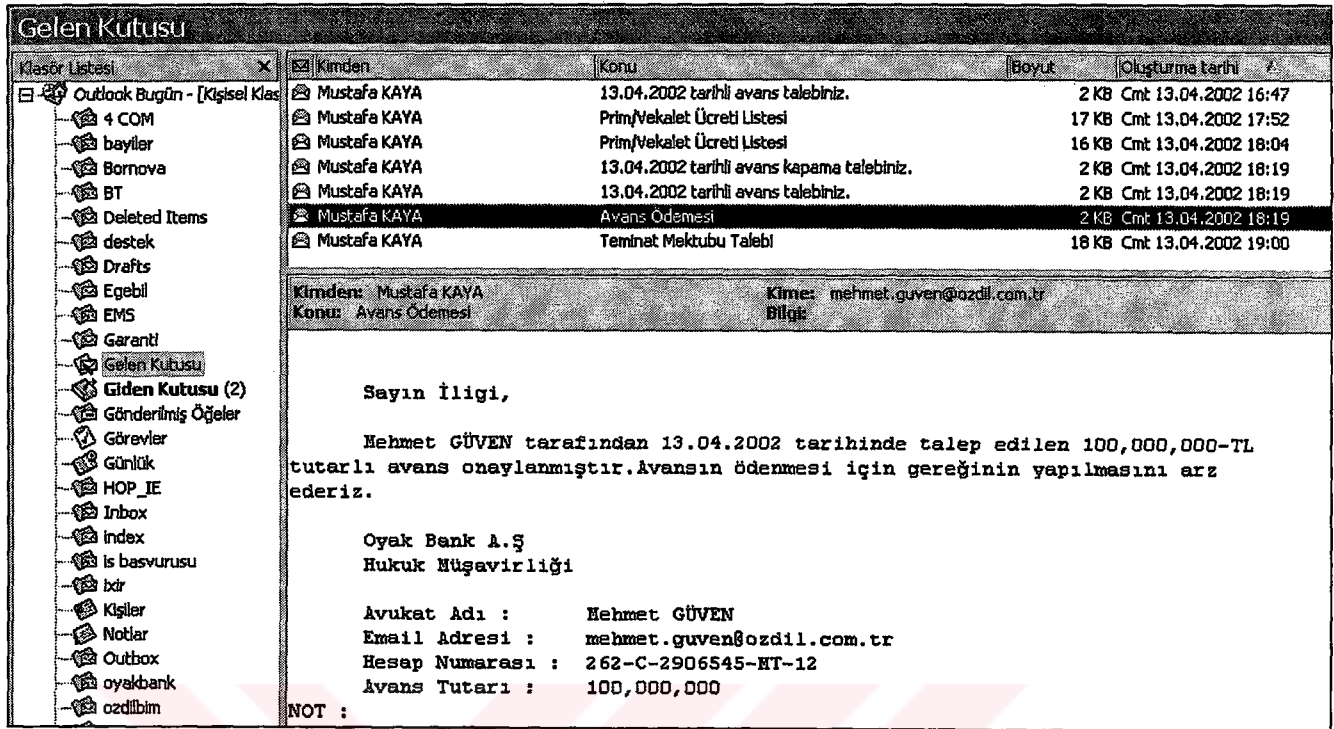 Gelen Kutusu
Klasör Listesi
Outlook Bugün - [Kişisel Klas
4 COM
bayiler
Bornova
BT
Deleted Items
destek
Drafts
Egebil
EMS
Garanti
Gelen Kutusu
Giden Kutusu (2)
Gönderilmiş Öğeler
Görevler
Günlük
HOP_IE
Inbox
index
is basvurusu
ixir
Kişiler
Notlar
Outbox
oyakbank
ozdilbim
Kimden Konu Boyut Oluşturma tarihi
Mustafa KAYA 13.04.2002 tarihli avans talebiniz. 2 KB Cmt 13.04.2002 16:47
Mustafa KAYA Prim/Vekalet Ücreti Listesi 17 KB Cmt 13.04.2002 17:52
Mustafa KAYA Prim/Vekalet Ücreti Listesi 16 KB Cmt 13.04.2002 18:04
Mustafa KAYA 13.04.2002 tarihli avans kapama talebiniz. 2 KB Cmt 13.04.2002 18:19
Mustafa KAYA 13.04.2002 tarihli avans talebiniz. 2 KB Cmt 13.04.2002 18:19
Mustafa KAYA Avans Ödemesi 2 KB Cmt 13.04.2002 18:19
Mustafa KAYA Teminat Mektubu Talebi 18 KB Cmt 13.04.2002 19:00
Kimden: Mustafa KAYA Kime: mehmet.guven@ozdil.com.tr
Konu: Avans Ödemesi Bilgi:
Sayın İligi,
Mehmet GÜVEN tarafından 13.04.2002 tarihinde talep edilen 100,000,000-TL
tutarlı avans onaylanmıştır.Avansın ödenmesi için gereğinin yapılmasını arz
ederiz.
Oyak Bank A.Ş
Hukuk Müşavirliği
Avukat Adı : Mehmet GÜVEN
Email Adresi : mehmet.guven@ozdil.com.tr
Hesap Numarası : 262-C-2906545-MT-12
Avans Tutarı : 100,000,000
NOT :